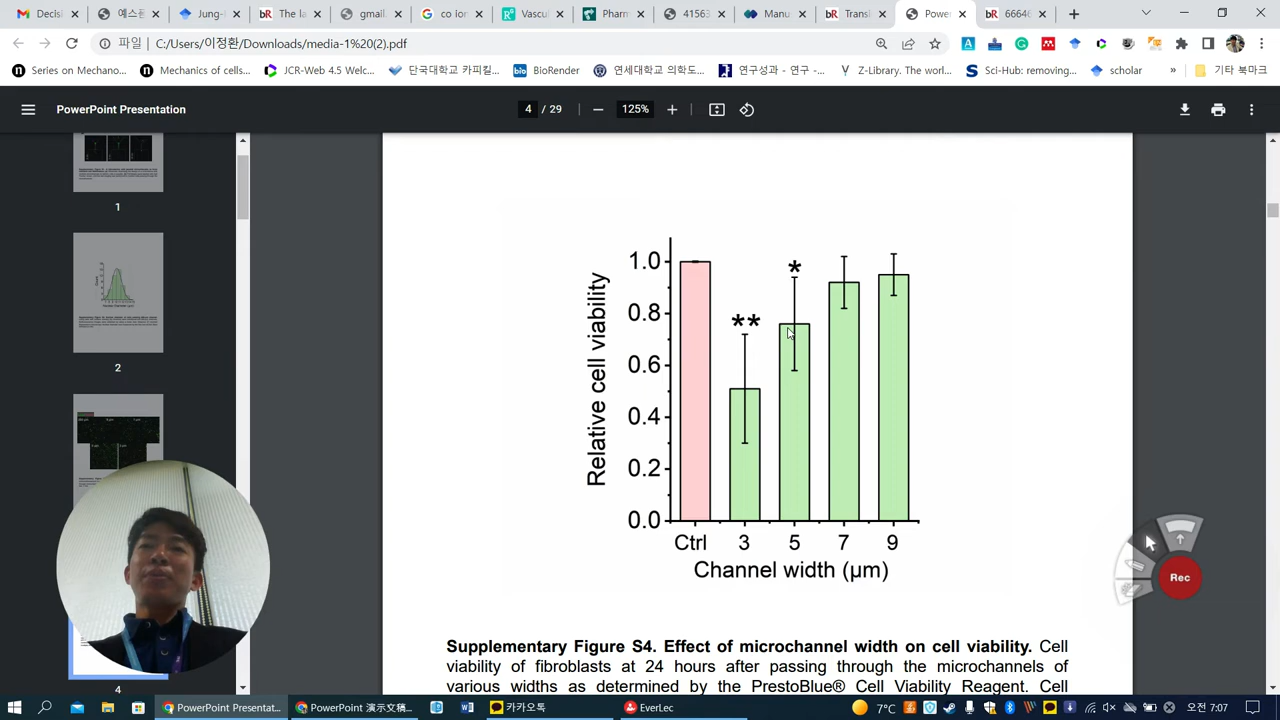 Decisi
예스폰
Jung-
The la
gmail
co ior
Vascul
Pharm
41563
Manu
Transl
Power
66646
파일 | C:/Users/이정환/Downloads/media-1%20(2).pdf
Series on Mechano...
Mechanics of cells...
JCR-Web 4.5 Welc...
단국대학교 카피킬...
BioRender
연세대학교 의학도...
연구성과 - 연구 -...
Z-Library. The worl...
Sci-Hub: removing...
scholar
»
기타 북마크
PowerPoint Presentation
4 / 29
125%
1
2
4
Relative cell viability
1.0
0.8
0.6
0.4
0.2
0.0
**
*
Ctrl 3 5 7 9
Channel width (μm)
Supplementary Figure S4. Effect of microchannel width on cell viability. Cell
viability of fibroblasts at 24 hours after passing through the microchannels of
various widths as determined by the PrestoBlue® Cell Viability Reagent. Cell
Rec
PowerPoint Presentat...
PowerPoint 演示文稿...
카카오톡
EverLec
7°C
오전 7:07